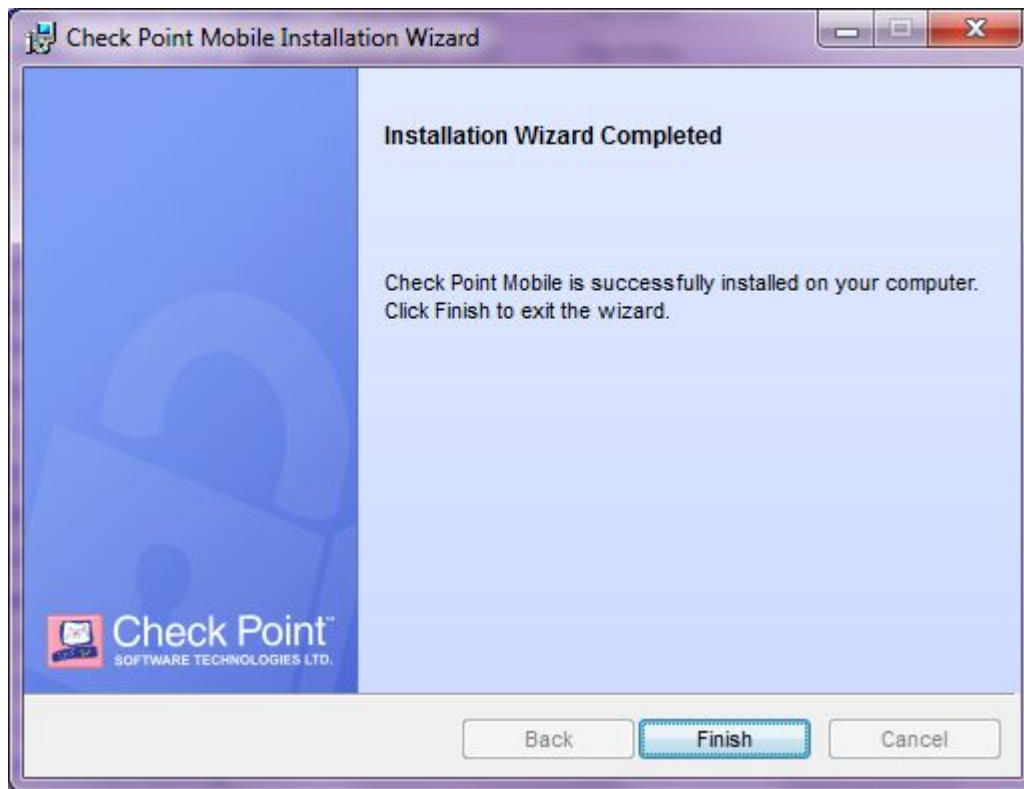 Check Point Mobile Installation Wizard
Installation Wizard Completed
Check Point Mobile is successfully installed on your computer.
Click Finish to exit the wizard.
Check Point™
SOFTWARE TECHNOLOGIES LTD.
Back Finish Cancel